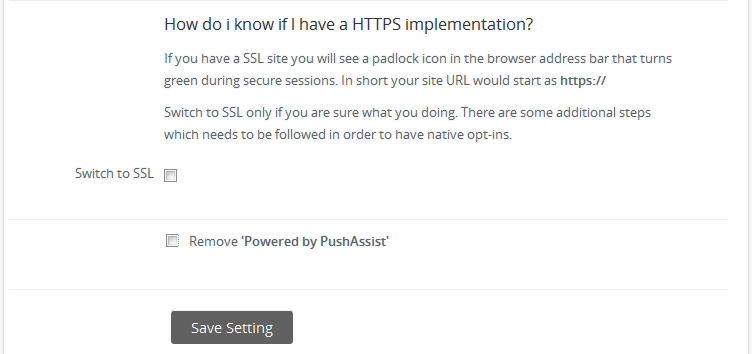 How do i know if I have a HTTPS implementation?
If you have a SSL site you will see a padlock icon in the browser address bar that turns
green during secure sessions. In short your site URL would start as https://
Switch to SSL only if you are sure what you doing. There are some additional steps
which needs to be followed in order to have native opt-ins.
Switch to SSL
Remove 'Powered by PushAssist'
Save Setting